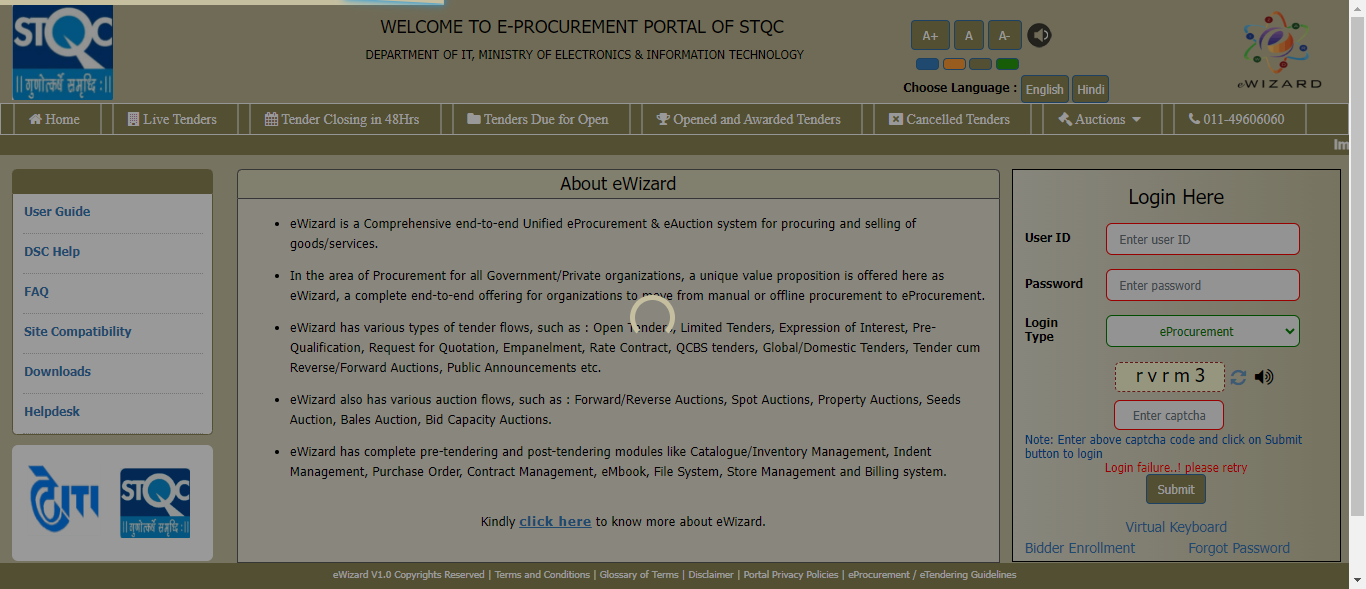 STQC
॥ गुणोत्कर्षे समृद्धिः ॥
WELCOME TO E-PROCUREMENT PORTAL OF STQC
DEPARTMENT OF IT, MINISTRY OF ELECTRONICS & INFORMATION TECHNOLOGY
A+ A A-
Choose Language : English Hindi
eWIZARD
Home Live Tenders Tender Closing in 48Hrs Tenders Due for Open Opened and Awarded Tenders Cancelled Tenders Auctions 011-49606060
Im
User Guide
DSC Help
FAQ
Site Compatibility
Downloads
Helpdesk
ITI
STQC
॥ गुणोत्कर्षे समृद्धिः ॥
About eWizard
• eWizard is a Comprehensive end-to-end Unified eProcurement & eAuction system for procuring and selling of
goods/services.
• In the area of Procurement for all Government/Private organizations, a unique value proposition is offered here as
eWizard, a complete end-to-end offering for organizations to move from manual or offline procurement to eProcurement.
• eWizard has various types of tender flows, such as : Open Tenders, Limited Tenders, Expression of Interest, Pre-
Qualification, Request for Quotation, Empanelment, Rate Contract, QCBS tenders, Global/Domestic Tenders, Tender cum
Reverse/Forward Auctions, Public Announcements etc.
• eWizard also has various auction flows, such as : Forward/Reverse Auctions, Spot Auctions, Property Auctions, Seeds
Auction, Bales Auction, Bid Capacity Auctions.
• eWizard has complete pre-tendering and post-tendering modules like Catalogue/Inventory Management, Indent
Management, Purchase Order, Contract Management, eMbook, File System, Store Management and Billing system.
Kindly click here to know more about eWizard.
Login Here
User ID Enter user ID
Password Enter password
Login
Type
eProcurement
r v r m 3
Enter captcha
Note: Enter above captcha code and click on Submit
button to login
Login failure..! please retry
Submit
Virtual Keyboard
Bidder Enrollment Forgot Password
eWizard V1.0 Copyrights Reserved | Terms and Conditions | Glossary of Terms | Disclaimer | Portal Privacy Policies | eProcurement / eTendering Guidelines